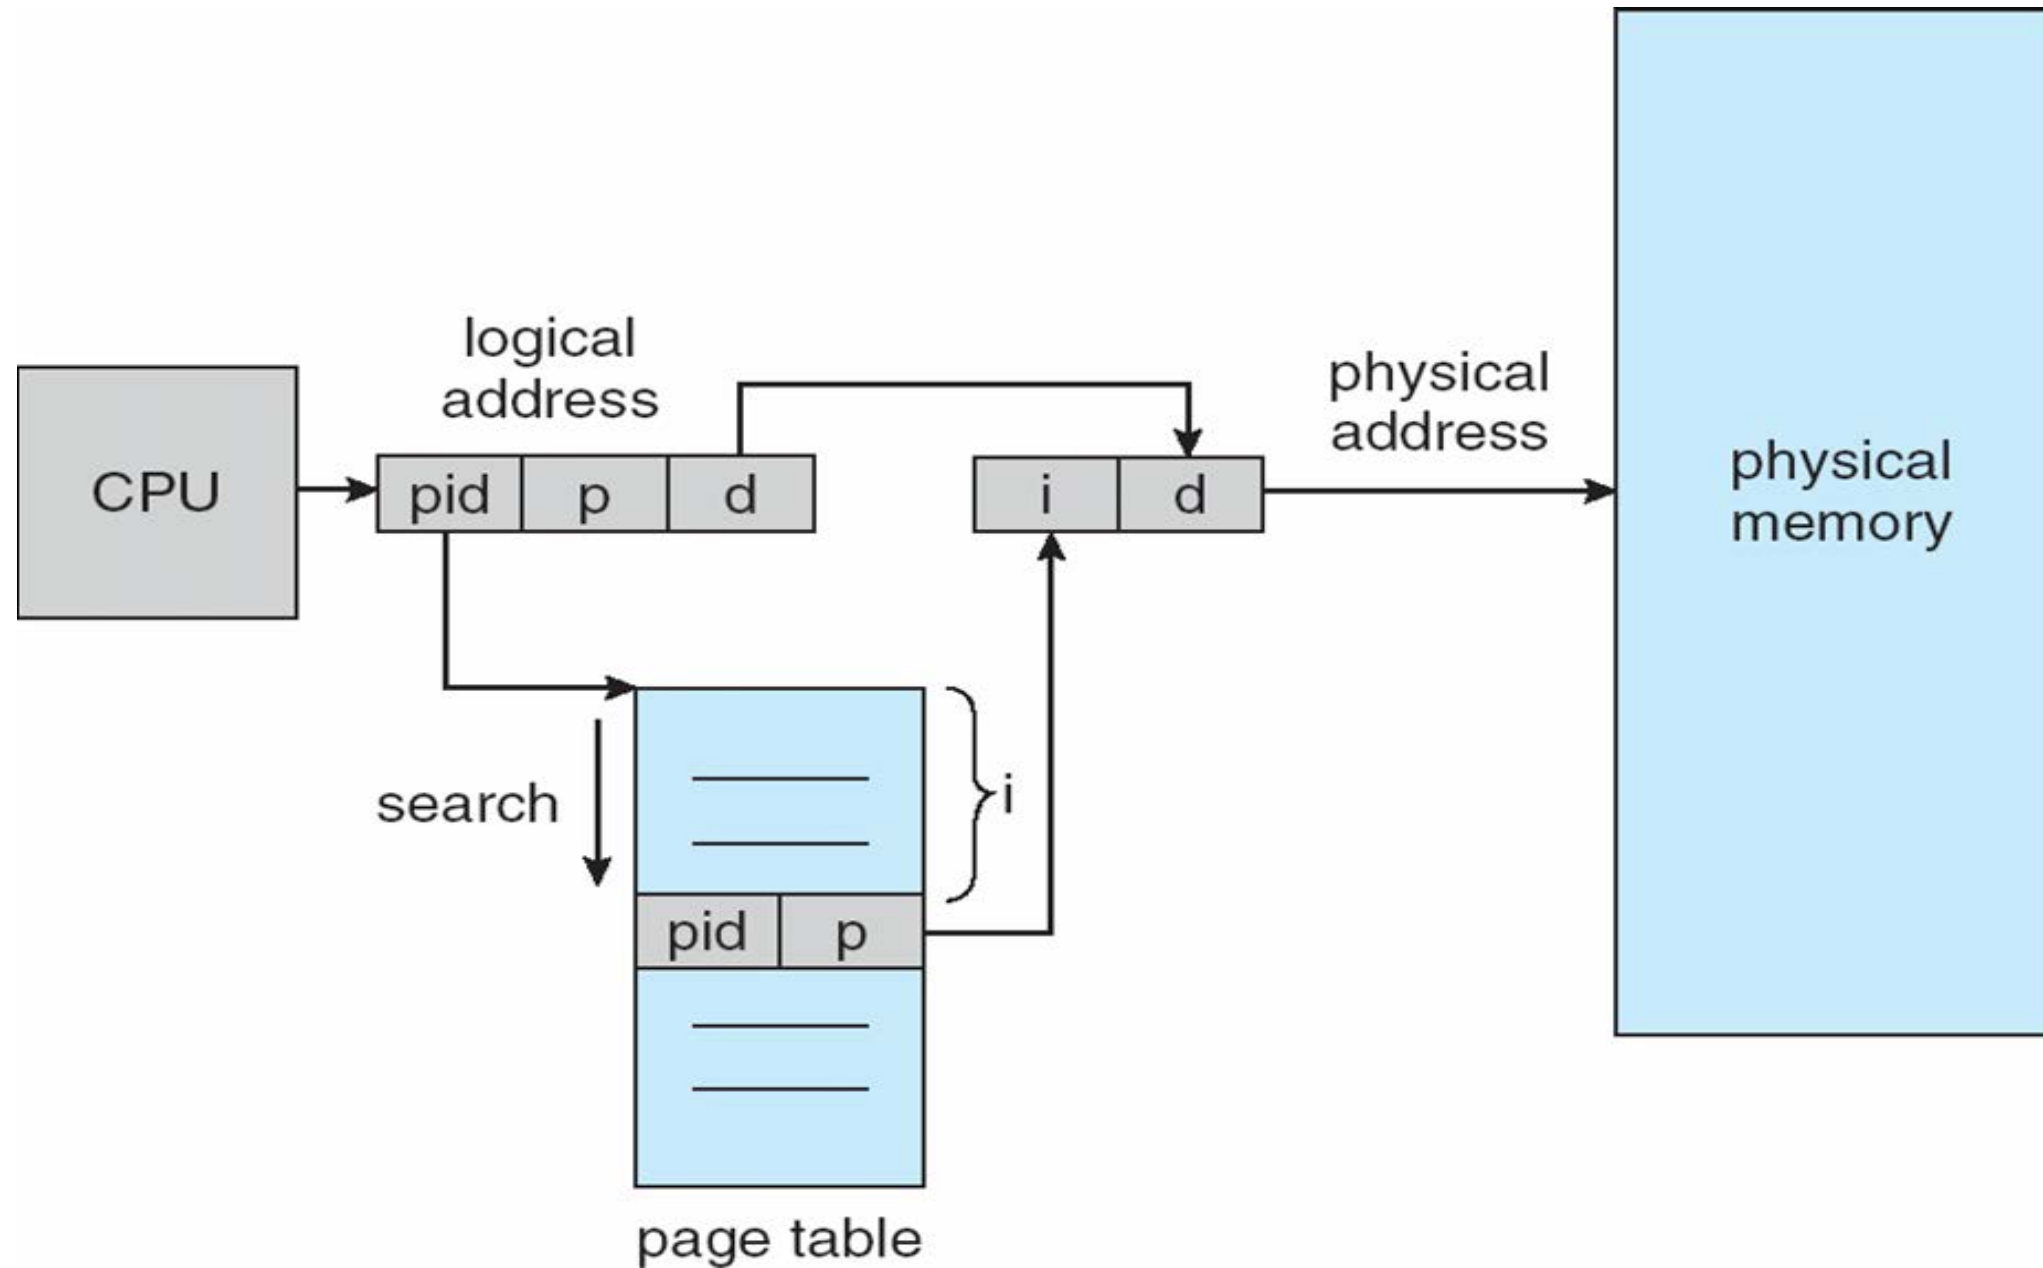 logical
address
physical
address
CPU
pid p d
i d
physical
memory
search
i
pid p
page table